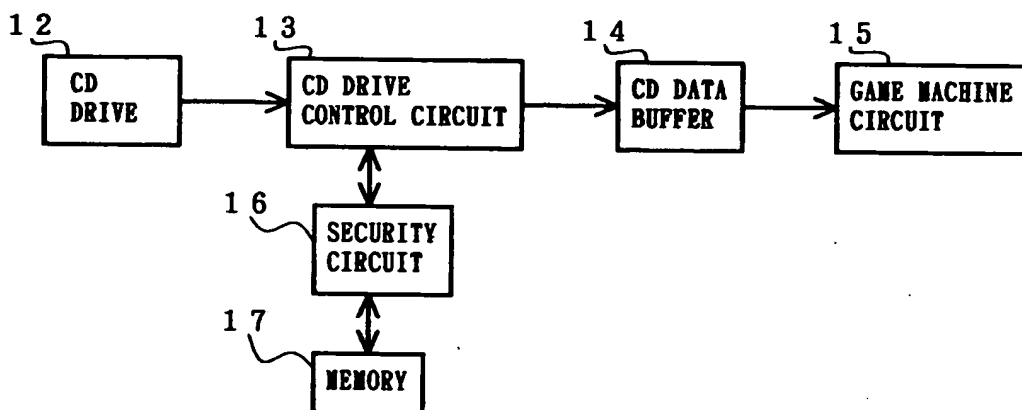 12
CD
DRIVE
13
CD DRIVE
CONTROL CIRCUIT
14
CD DATA
BUFFER
15
GAME MACHINE
CIRCUIT
16
SECURITY
CIRCUIT
17
MEMORY